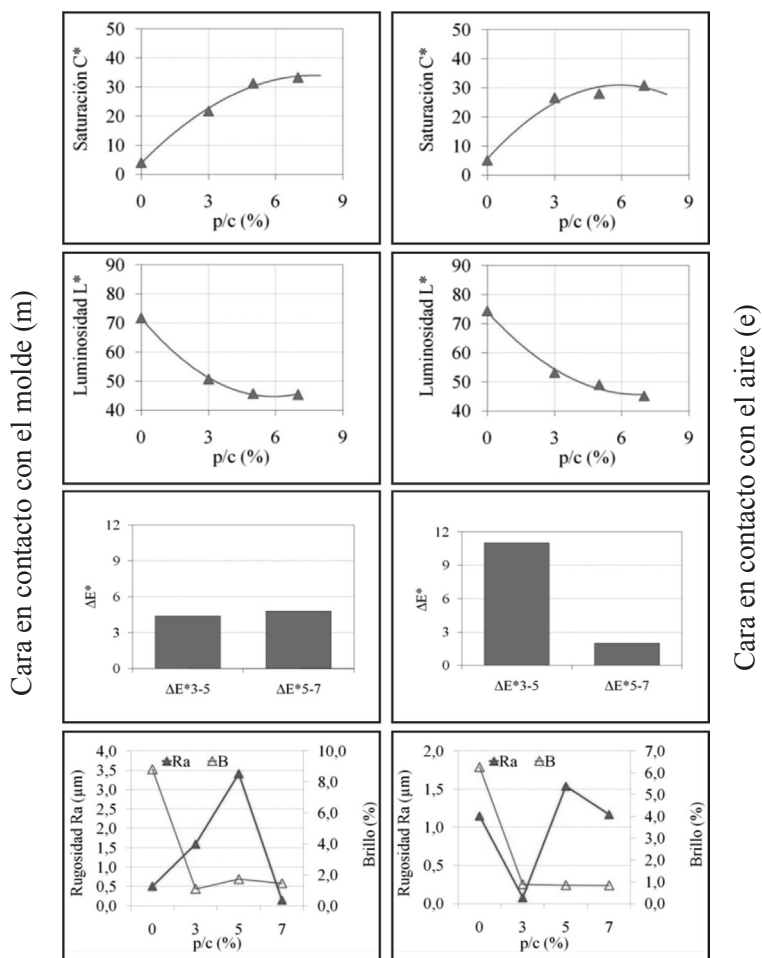 Cara en contacto con el molde (m)
Saturación C*
50
40
30
20
10
0
0 3 6 9
p/c (%)
Saturación C*
50
40
30
20
10
0
0 3 6 9
p/c (%)
Luminosidad L*
90
80
70
60
50
40
0 3 6 9
p/c (%)
Luminosidad L*
90
80
70
60
50
40
0 3 6 9
p/c (%)
ΔE*
12
9
6
3
0
ΔE*3-5 ΔE*5-7
ΔE*
12
9
6
3
0
ΔE*3-5 ΔE*5-7
Rugosidad Ra (µm)
4,0
3,5
3,0
2,5
2,0
1,5
1,0
0,5
0,0
Ra B
10,0
8,0
6,0
4,0
2,0
0,0
Brillo (%)
0 3 5 7
p/c (%)
Rugosidad Ra (µm)
2,0
1,5
1,0
0,5
0,0
Ra B
7,0
6,0
5,0
4,0
3,0
2,0
1,0
0,0
Brillo (%)
0 3 5 7
p/c (%)
Cara en contacto con el aire (e)